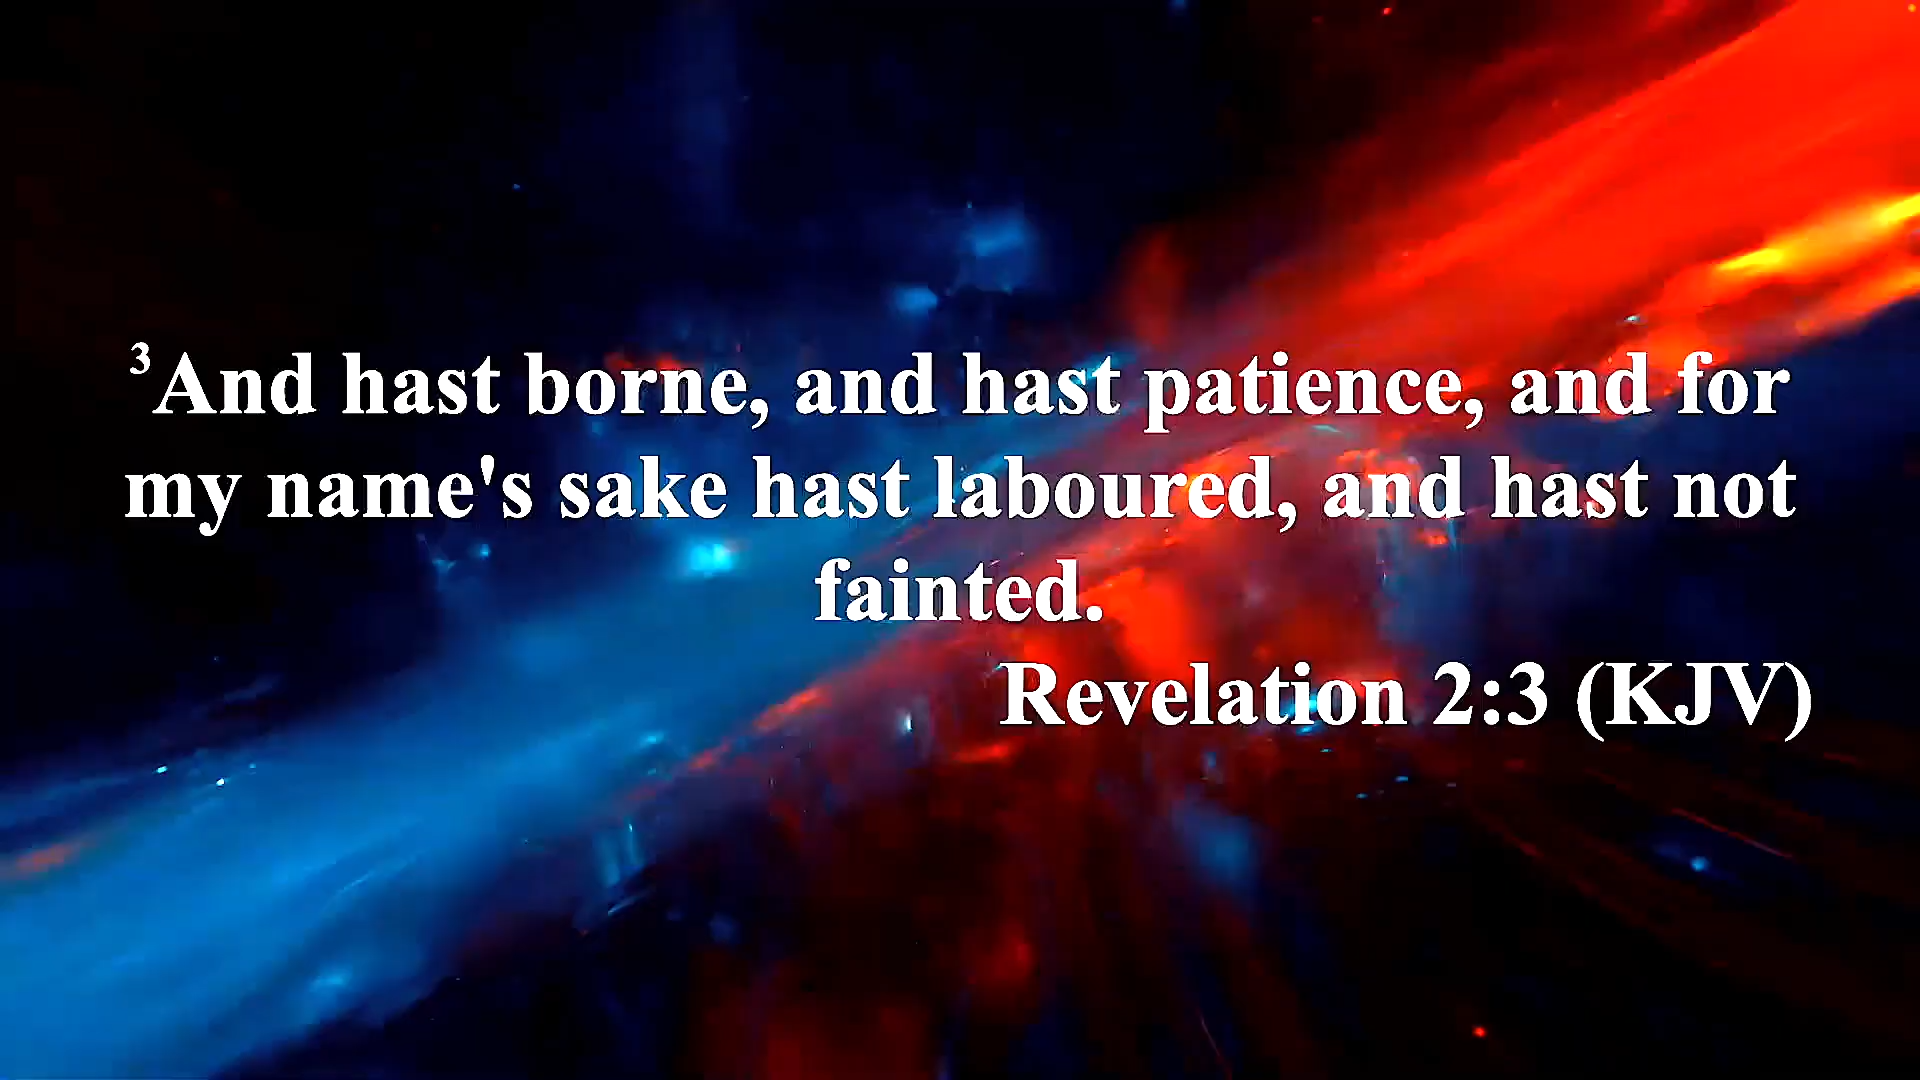 ³And hast borne, and hast patience, and for
my name's sake hast laboured, and hast not
fainted.
Revelation 2:3 (KJV)